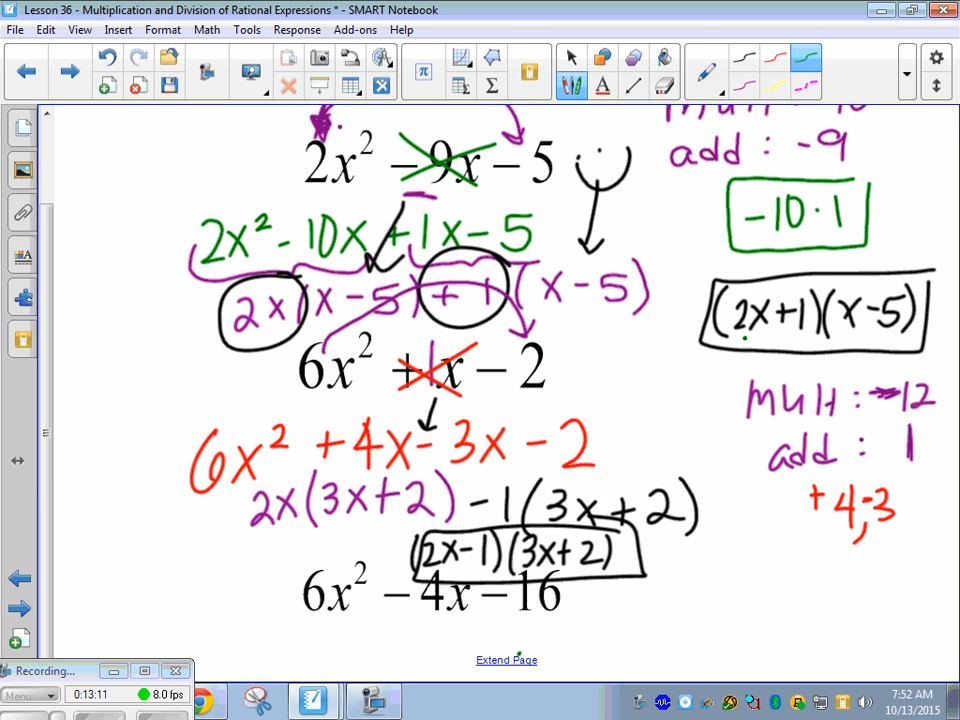 Lesson 36 - Multiplication and Division of Rational Expressions * - SMART Notebook
File Edit View Insert Format Math Tools Response Add-ons Help
add : -9
2x² - 9x - 5
-10 · 1
2x² - 10x + 1x - 5
2x(x - 5) + 1(x - 5)
(2x+1)(x-5)
6x² + 1x - 2
mult : -12
add : 1
6x² + 4x - 3x - 2
+4,-3
2x(3x+2) -1(3x+2)
(2x-1)(3x+2)
6x² - 4x - 16
Extend Page
Recording...
Menu 0:13:11 8.0 fps
7:52 AM
10/13/2015